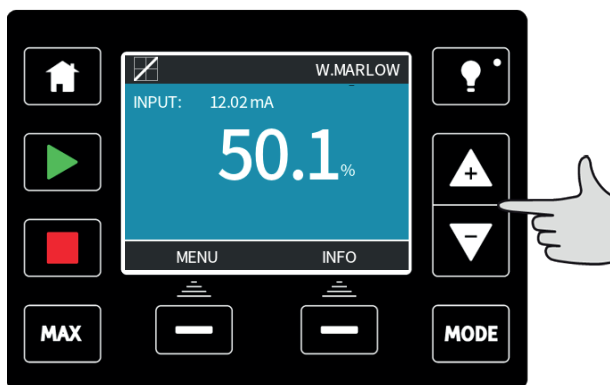 W.MARLOW
INPUT: 12.02 mA
50.1%
MENU INFO
+
-
MAX
MODE